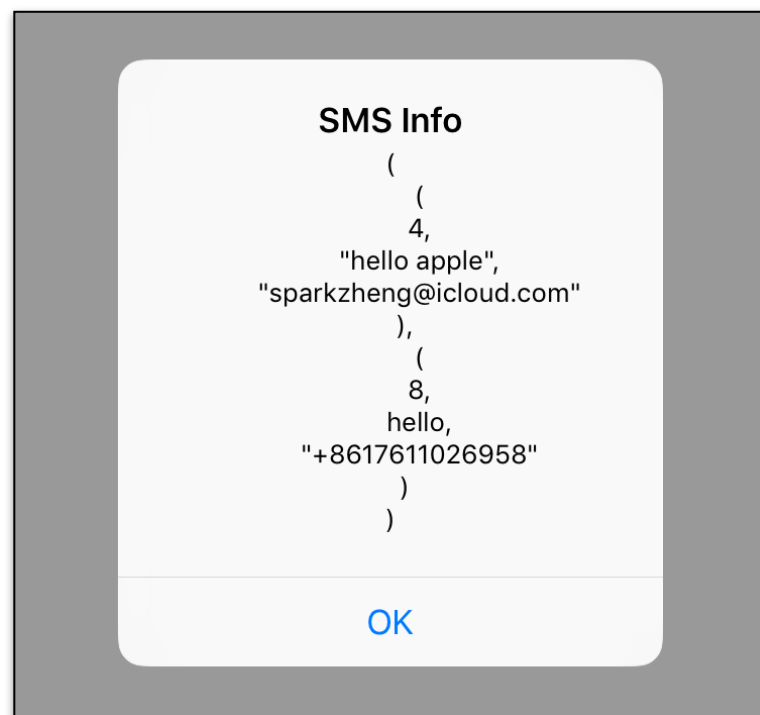 SMS Info
(
(
4,
"hello apple",
"sparkzheng@icloud.com"
),
(
8,
hello,
"+8617611026958"
)
)
OK